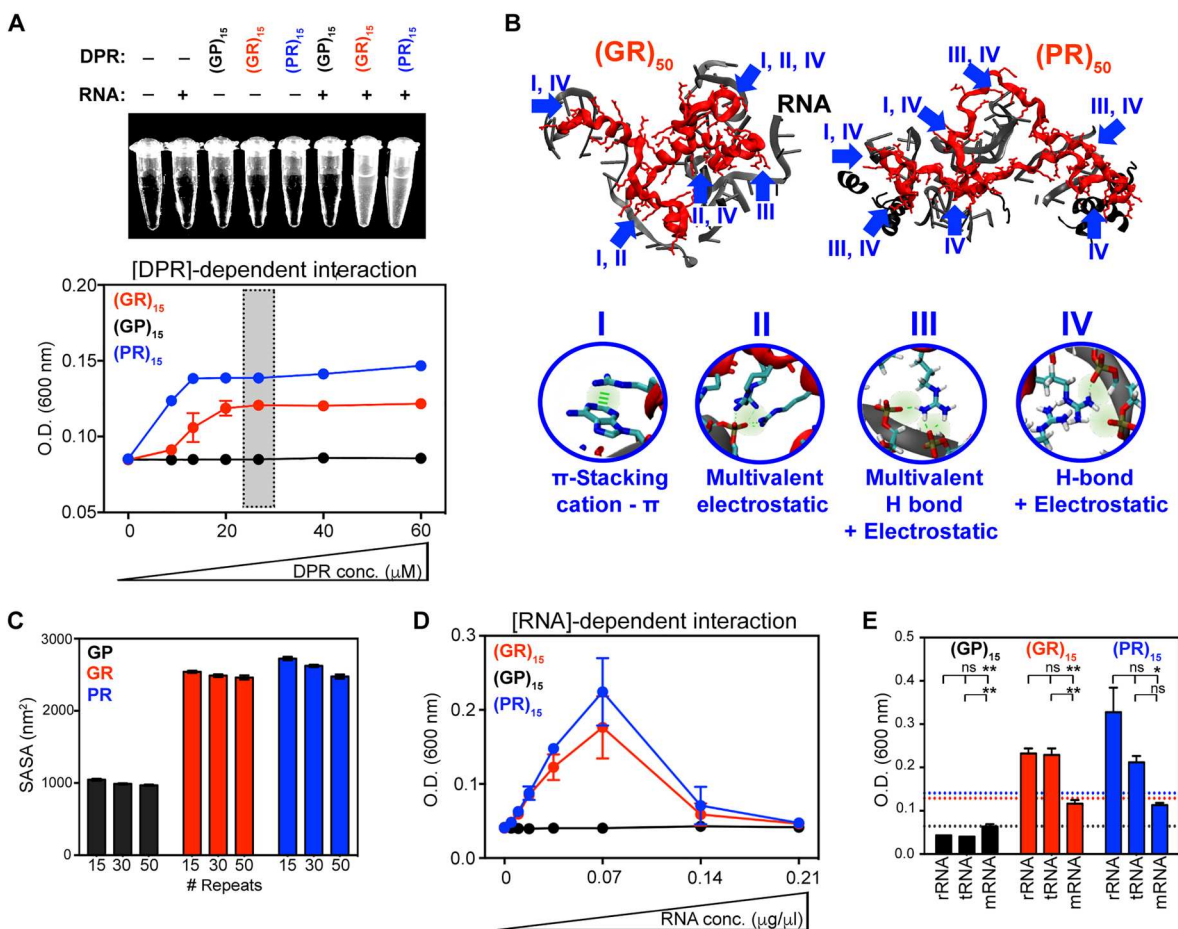 A
DPR: – – (GP)15 (GR)15 (PR)15 (GP)15 (GR)15 (PR)15
RNA: – + – – – + + +
[DPR]-dependent interaction
(GR)15
(GP)15
(PR)15
O.D. (600 nm)
0.20
0.15
0.10
0.05
0 20 40 60
DPR conc. (μM)
B
(GR)50
RNA
(PR)50
I, IV
I, II, IV
II, IV
III
I, II
III, IV
I, IV
III, IV
I, IV
III, IV
IV
IV
I II III IV
π-Stacking
cation - π
Multivalent
electrostatic
Multivalent
H bond
+ Electrostatic
H-bond
+ Electrostatic
C
GP
GR
PR
SASA (nm²)
3000
2000
1000
0
15 30 50 15 30 50 15 30 50
# Repeats
D
[RNA]-dependent interaction
(GR)15
(GP)15
(PR)15
O.D. (600 nm)
0.3
0.2
0.1
0.0
0 0.07 0.14 0.21
RNA conc. (μg/μl)
E
(GP)15 (GR)15 (PR)15
ns ** ns ** ns *
** ** ns
O.D. (600 nm)
0.5
0.4
0.3
0.2
0.1
0.0
rRNA tRNA mRNA rRNA tRNA mRNA rRNA tRNA mRNA